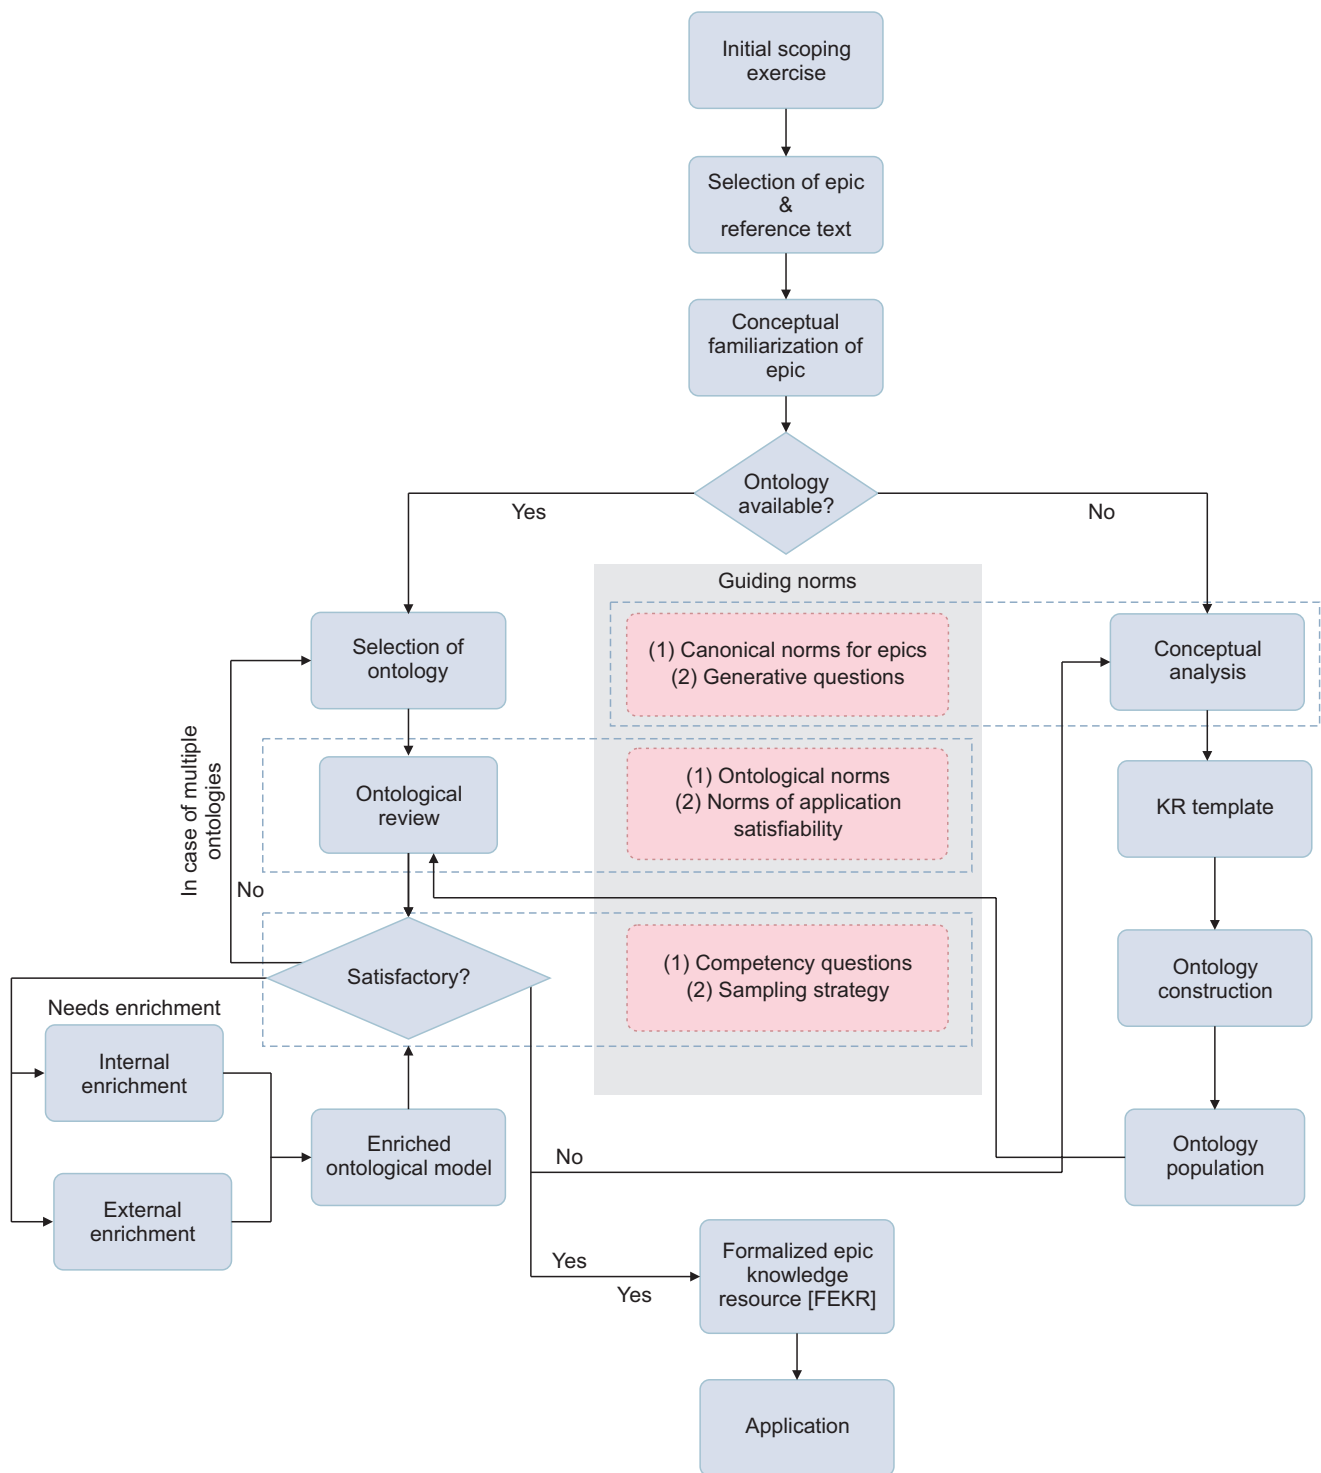 Initial scoping
exercise
Selection of epic
&
reference text
Conceptual
familiarization of
epic
Ontology
available?
Yes
No
Guiding norms
Selection of
ontology
(1) Canonical norms for epics
(2) Generative questions
Conceptual
analysis
In case of multiple
ontologies
Ontological
review
(1) Ontological norms
(2) Norms of application
satisfiability
KR template
No
Satisfactory?
(1) Competency questions
(2) Sampling strategy
Ontology
construction
Needs enrichment
Internal
enrichment
Enriched
ontological model
No
Ontology
population
External
enrichment
Yes
Yes
Formalized epic
knowledge
resource [FEKR]
Application